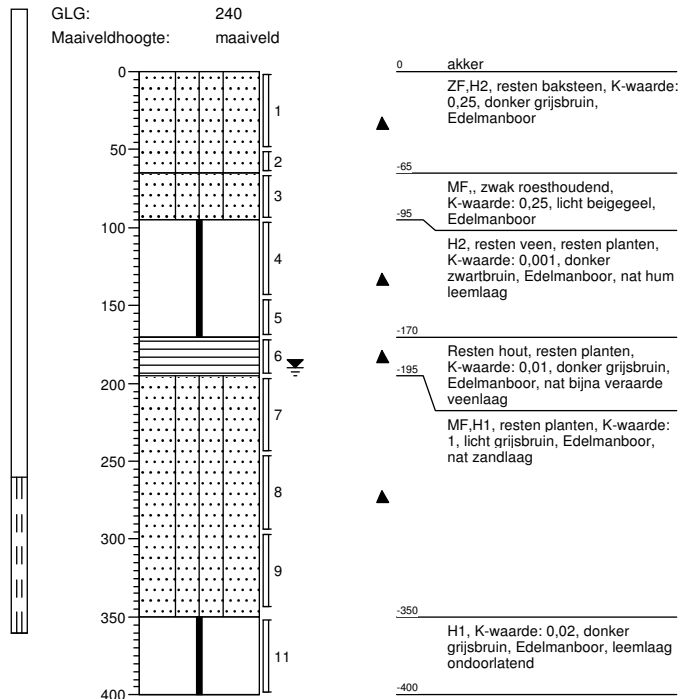 GLG: 240
Maaiveldhoogte: maaiveld
0
50
100
150
200
250
300
350
400
1
2
3
4
5
6
7
8
9
11
0 akker
ZF,H2, resten baksteen, K-waarde:
0,25, donker grijsbruin,
Edelmanboor
-65
MF,, zwak roesthoudend,
K-waarde: 0,25, licht beigegeel,
Edelmanboor
-95
H2, resten veen, resten planten,
K-waarde: 0,001, donker
zwartbruin, Edelmanboor, nat hum
leemlaag
-170
Resten hout, resten planten,
K-waarde: 0,01, donker grijsbruin,
Edelmanboor, nat bijna veraarde
veenlaag
-195
MF,H1, resten planten, K-waarde:
1, licht grijsbruin, Edelmanboor,
nat zandlaag
-350
H1, K-waarde: 0,02, donker
grijsbruin, Edelmanboor, leemlaag
ondoorlatend
-400